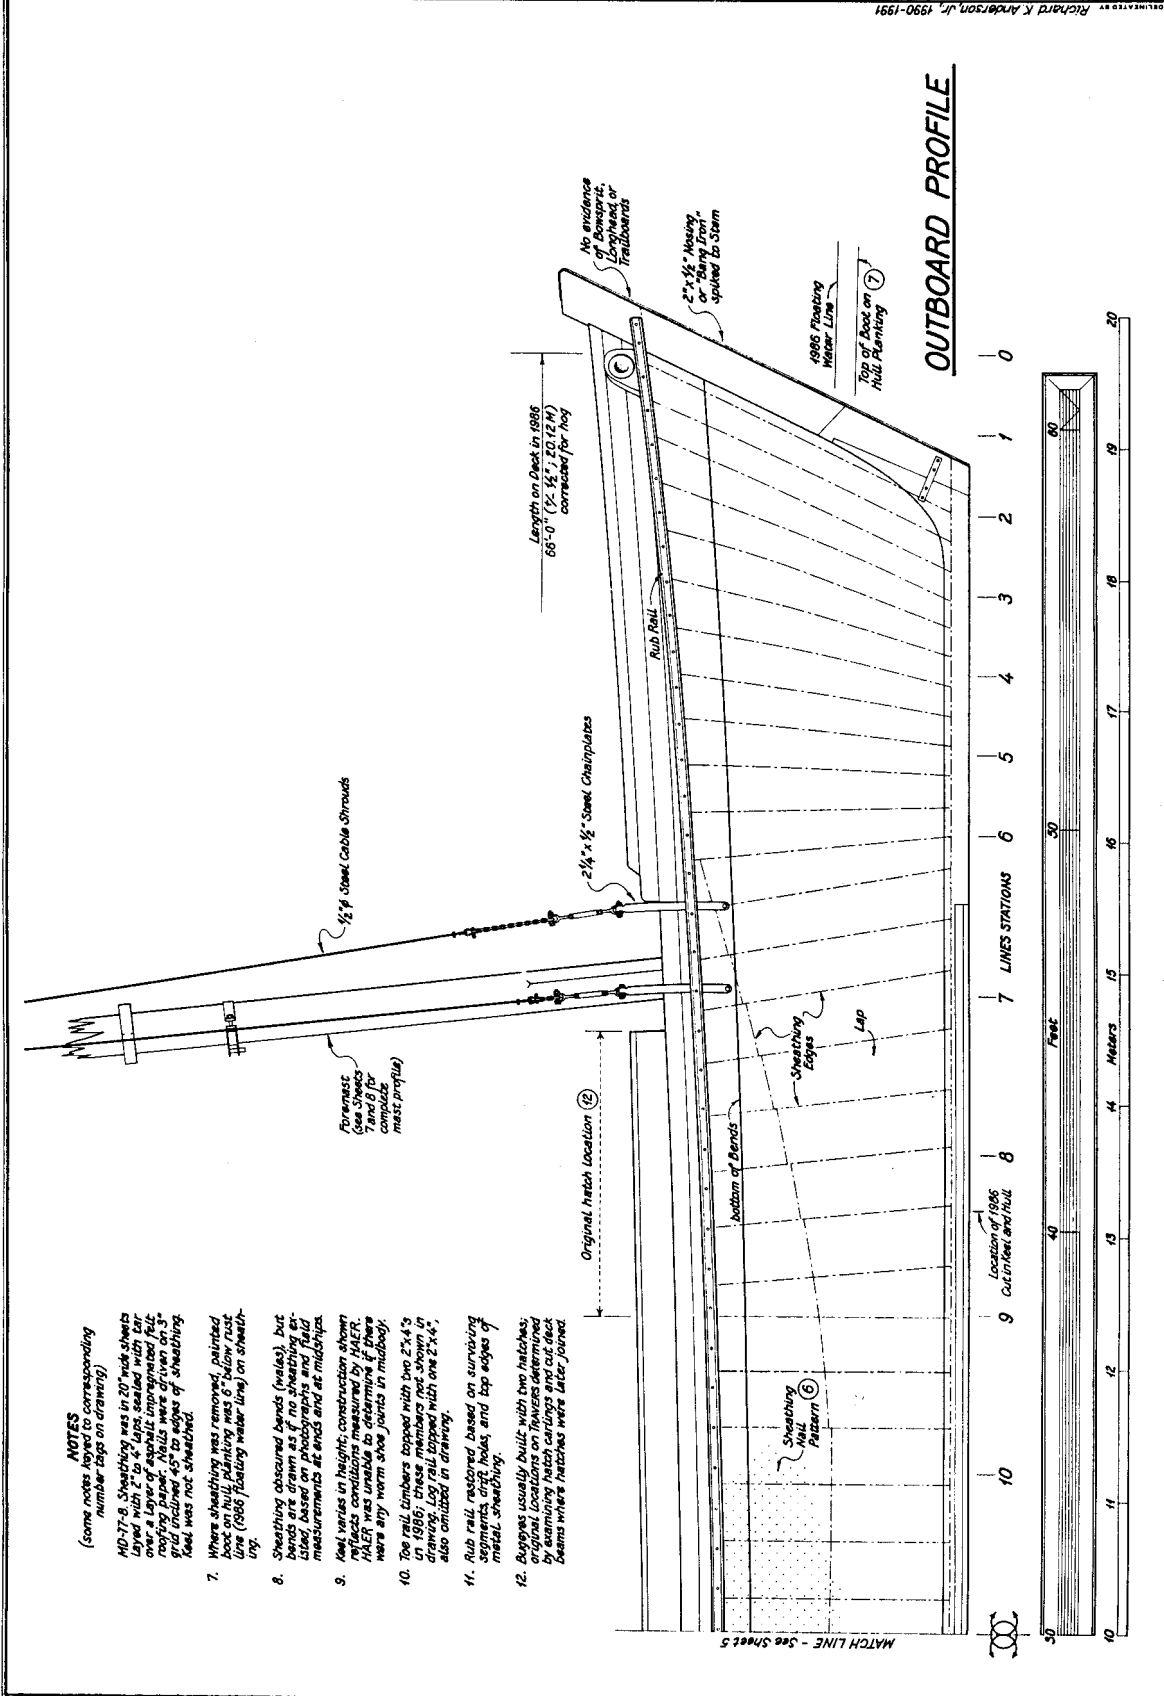 DELINEATED BY Richard K. Anderson, Jr., 1990-1991
NOTES
(some notes keyed to corresponding
number tags on drawing)
MD-77-8. Sheathing was in 20" wide sheets
layed with 2" to 4" laps, sealed with tar
over a layer of asphalt impregnated felt
roofing paper. Nails were driven on 3"
grid inclined 45° to edges of sheathing.
Keel was not sheathed.
7. Where sheathing was removed, painted
boot on hull planking was 6" below rust
line (1986 floating water line) on sheath-
ing.
8. Sheathing obscured bends (wales), but
bends are drawn as if no sheathing ex-
isted, based on photographs and field
measurements at ends and at midships.
9. Keel varies in height; construction shown
reflects conditions measured by HAER.
HAER was unable to determine if there
were any worm shoe joints in midbody.
10. Toe rail timbers topped with two 2"x4"s
in 1986; these members not shown in
drawing. Log rail topped with one 2"x4",
also omitted in drawing.
11. Rub rail restored based on surviving
segments, drift holes, and top edges of
metal sheathing.
12. Bugeyes usually built with two hatches;
original locations on TRAVERS determined
by examining hatch carlings and cut deck
beams where hatches were later joined.
Foremast
(see Sheets
7 and 8 for
complete
mast profile)
½"ø Steel Cable Shrouds
Original hatch location 12
2¼" x ½" Steel Chainplates
Length on Deck in 1986
66'-0" (+/- ½"; 20.12 M)
corrected for hog
No evidence
of Bowsprit,
Longhead, or
Trailboards
2" x ½" Nosing
or "Bang Iron"
spiked to Stem
Rub Rail
1986 Floating
Water Line
Top of Boot on
Hull Planking 7
bottom of Bends
Sheathing
Edges
Lap
Sheathing
Nail
Pattern 6
MATCH LINE - See Sheet 5
Location of 1986
Cut in Keel and Hull
10 9 8 7 LINES STATIONS 6 5 4 3 2 1 0
OUTBOARD PROFILE
30 40 Feet 50 60
10 11 12 13 14 Meters 15 16 17 18 19 20